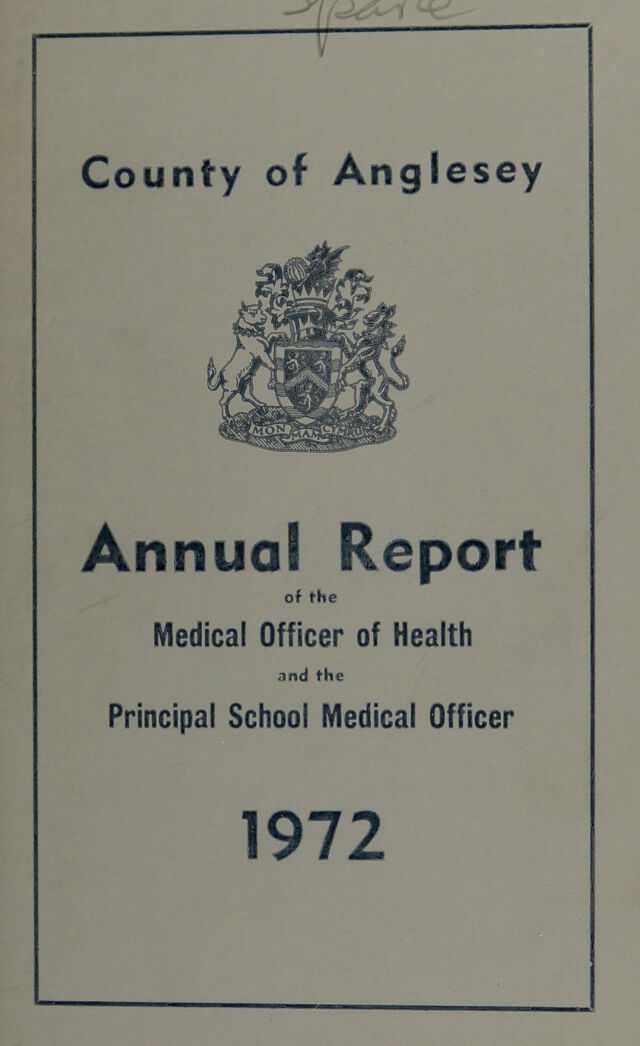 Spare
County of Anglesey
MON MAM CYMRU
Annual Report
of the
Medical Officer of Health
and the
Principal School Medical Officer
1972